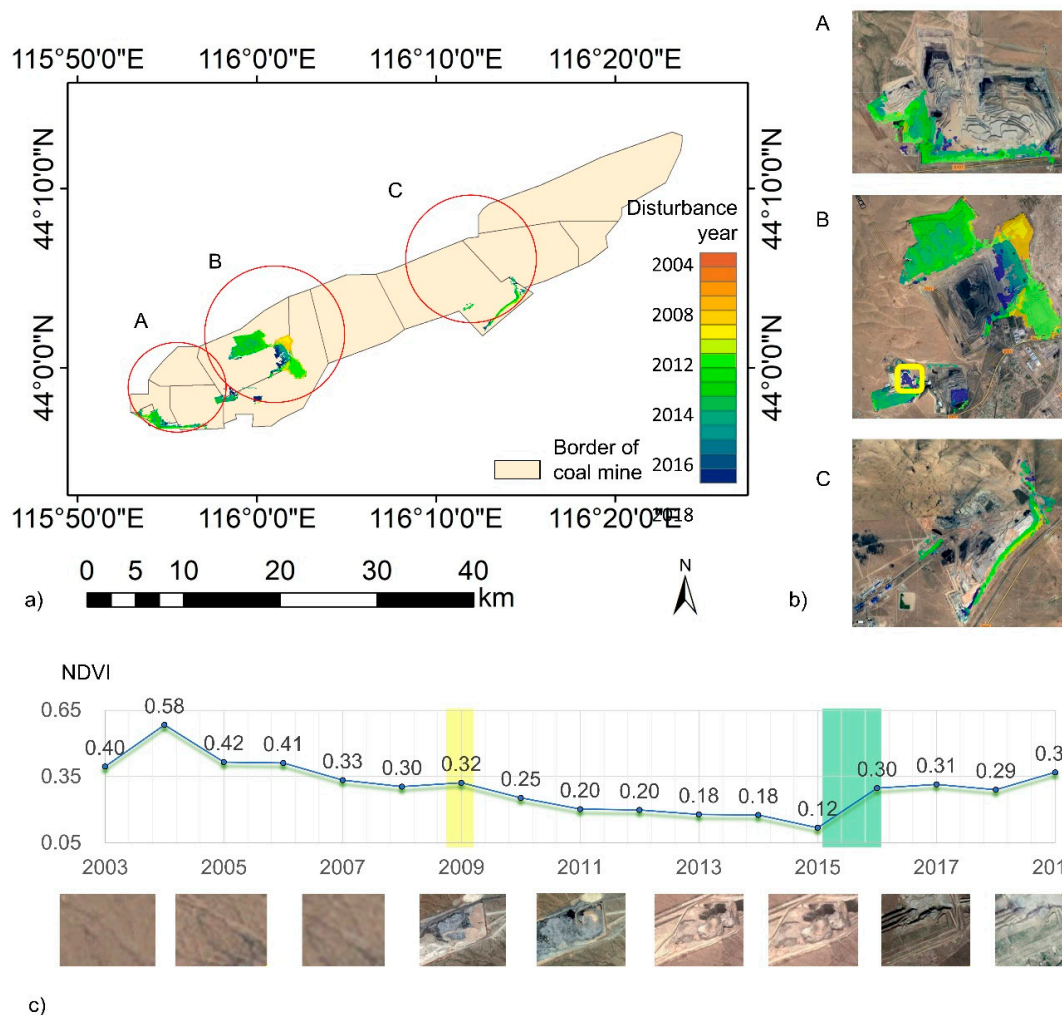 A
115°50'0"E 116°0'0"E 116°10'0"E 116°20'0"E
44°10'0"N
44°0'0"N
44°10'0"N
44°0'0"N
C
B
A
Disturbance
year
2004
2008
2012
2014
2016
2018
Border of
coal mine
115°50'0"E 116°0'0"E 116°10'0"E 116°20'0"E
B
C
0 5 10 20 30 40
km
N
a)
b)
NDVI
0.65
0.35
0.05
0.40 0.58 0.42 0.41 0.33 0.30 0.32 0.25 0.20 0.20 0.18 0.18 0.12 0.30 0.31 0.29 0.3
2003 2005 2007 2009 2011 2013 2015 2017 201
c)